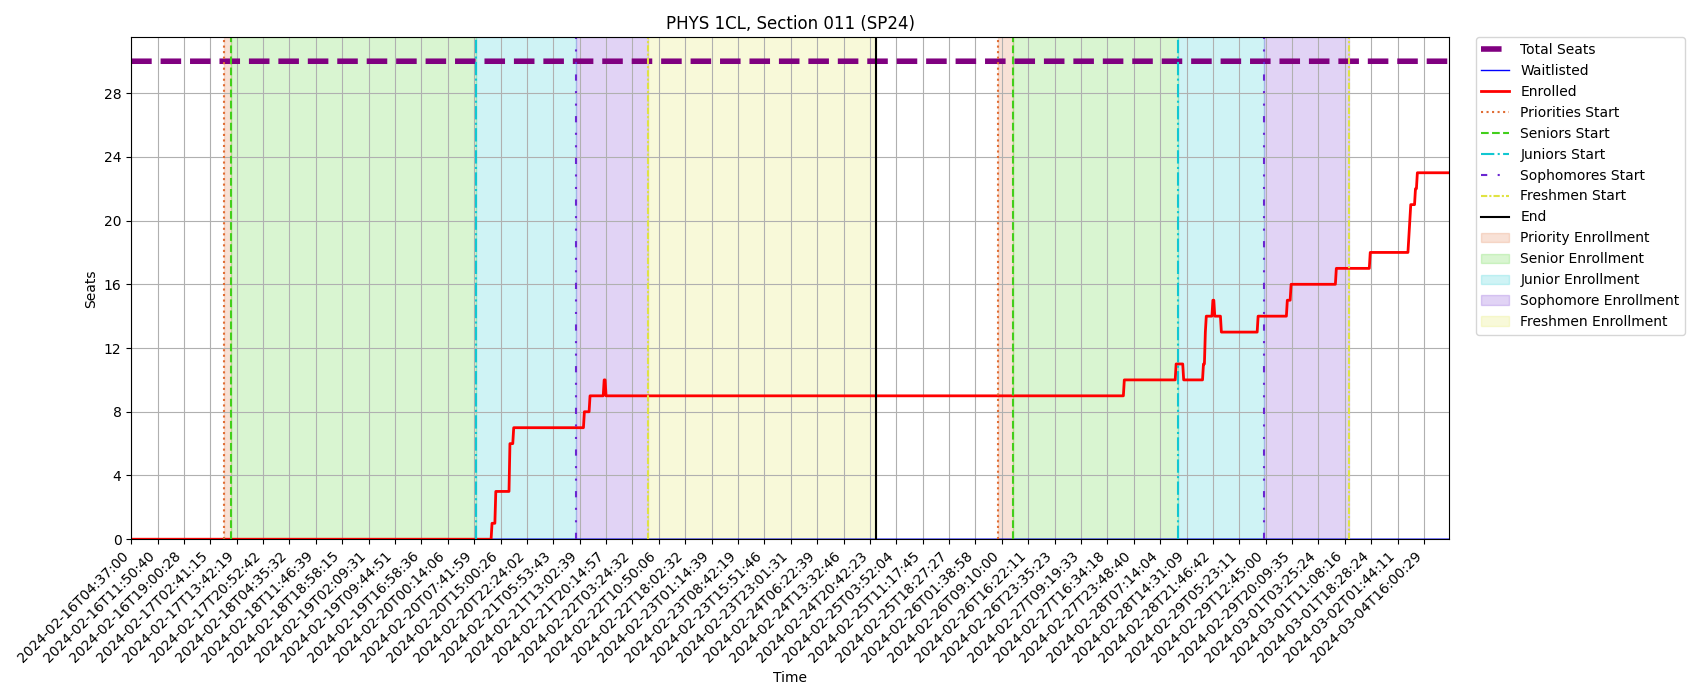 PHYS 1CL, Section 011 (SP24)
Seats
28
24
20
16
12
8
4
0
2024-02-16T04:37:00
2024-02-16T11:50:40
2024-02-16T19:00:28
2024-02-17T02:41:15
2024-02-17T13:42:19
2024-02-17T20:52:42
2024-02-18T04:35:32
2024-02-18T11:46:39
2024-02-18T18:58:15
2024-02-19T02:09:31
2024-02-19T09:44:51
2024-02-19T16:58:36
2024-02-20T00:14:06
2024-02-20T07:41:59
2024-02-20T15:00:26
2024-02-20T22:24:02
2024-02-21T05:53:43
2024-02-21T13:02:39
2024-02-21T20:14:57
2024-02-22T03:24:32
2024-02-22T10:50:06
2024-02-22T18:02:32
2024-02-23T01:14:39
2024-02-23T08:42:19
2024-02-23T15:51:46
2024-02-23T23:01:31
2024-02-24T06:22:39
2024-02-24T13:32:46
2024-02-24T20:42:23
2024-02-25T03:52:04
2024-02-25T11:17:45
2024-02-25T18:27:27
2024-02-26T01:38:50
2024-02-26T09:10:00
2024-02-26T16:22:11
2024-02-26T23:35:23
2024-02-27T09:19:33
2024-02-27T16:34:18
2024-02-27T23:48:40
2024-02-28T07:14:04
2024-02-28T14:31:09
2024-02-28T21:46:42
2024-02-29T05:23:11
2024-02-29T12:45:00
2024-02-29T20:09:35
2024-03-01T03:25:24
2024-03-01T11:08:16
2024-03-01T18:28:24
2024-03-02T01:44:11
2024-03-04T16:00:29
Time
Total Seats
Waitlisted
Enrolled
Priorities Start
Seniors Start
Juniors Start
Sophomores Start
Freshmen Start
End
Priority Enrollment
Senior Enrollment
Junior Enrollment
Sophomore Enrollment
Freshmen Enrollment